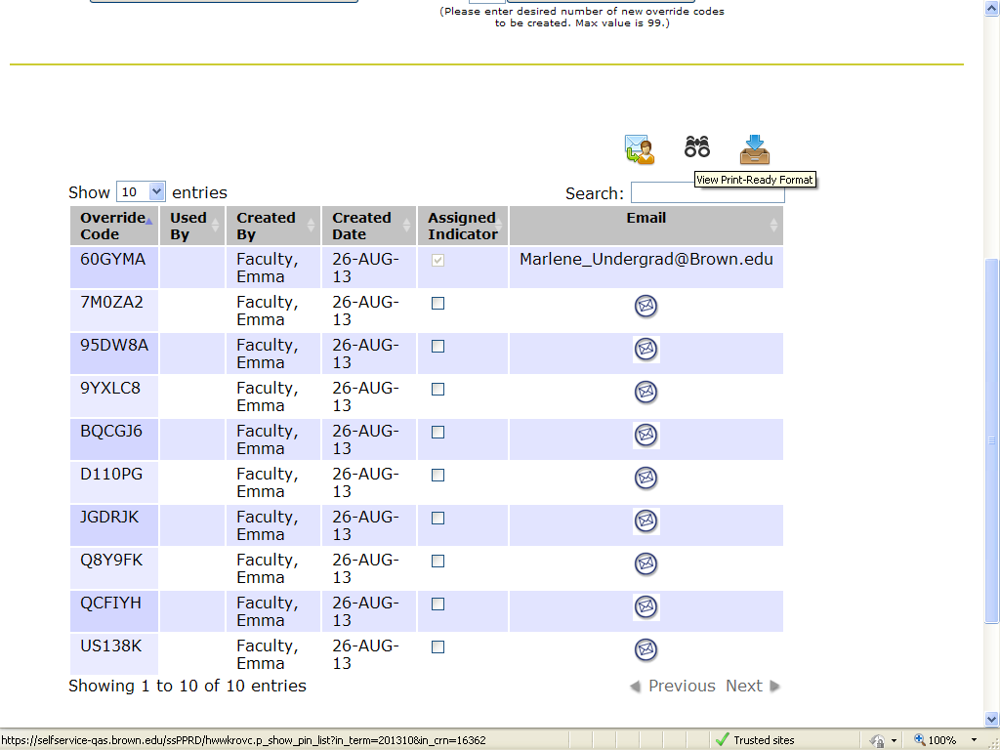 (Please enter desired number of new override codes
to be created. Max value is 99.)
View Print-Ready Format
Show 10 entries
Search:
Override Code Used By Created By Created Date Assigned Indicator Email
60GYMA Faculty, Emma 26-AUG-13 Marlene_Undergrad@Brown.edu
7M0ZA2 Faculty, Emma 26-AUG-13
95DW8A Faculty, Emma 26-AUG-13
9YXLC8 Faculty, Emma 26-AUG-13
BQCGJ6 Faculty, Emma 26-AUG-13
D110PG Faculty, Emma 26-AUG-13
JGDRJK Faculty, Emma 26-AUG-13
Q8Y9FK Faculty, Emma 26-AUG-13
QCFIYH Faculty, Emma 26-AUG-13
US138K Faculty, Emma 26-AUG-13
Showing 1 to 10 of 10 entries
Previous Next
https://selfservice-qas.brown.edu/ssPPRD/hwwkrovc.p_show_pin_list?in_term=201310&in_crn=16362
Trusted sites
100%